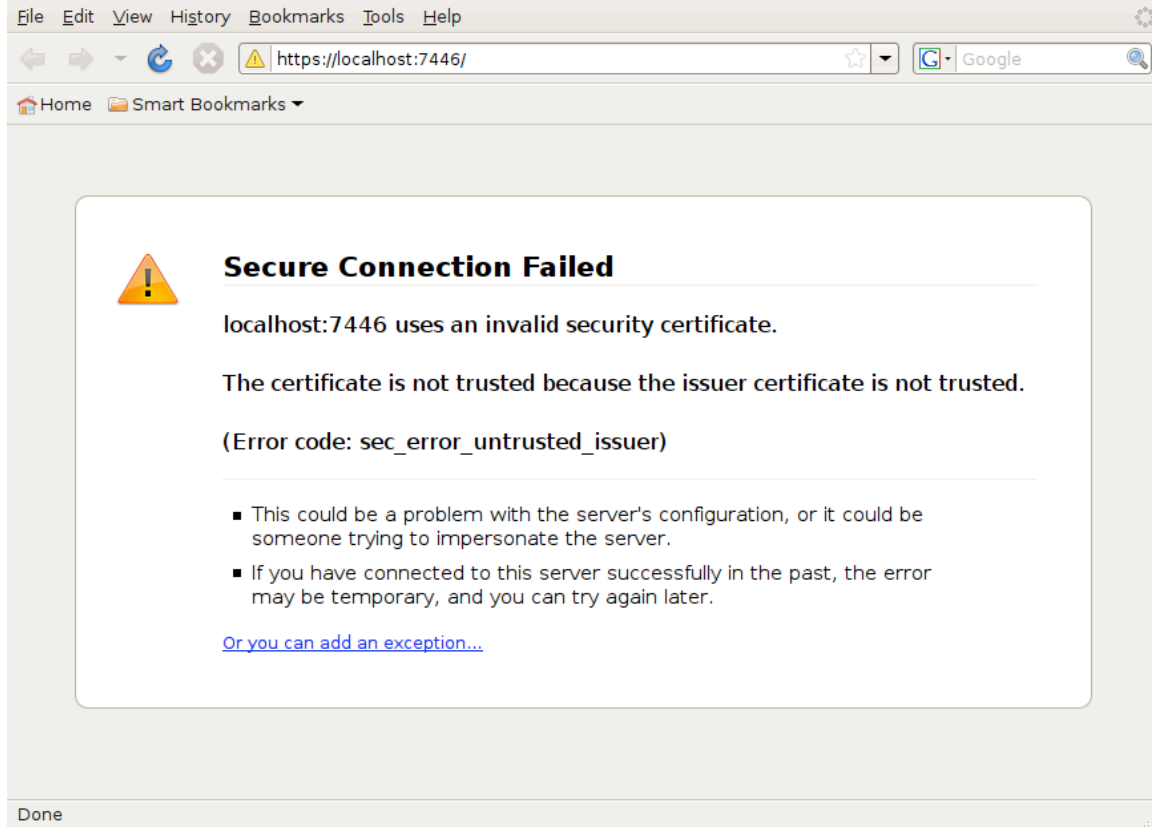 File Edit View History Bookmarks Tools Help
https://localhost:7446/ G Google
Home Smart Bookmarks
Secure Connection Failed
localhost:7446 uses an invalid security certificate.
The certificate is not trusted because the issuer certificate is not trusted.
(Error code: sec_error_untrusted_issuer)
This could be a problem with the server's configuration, or it could be
someone trying to impersonate the server.
If you have connected to this server successfully in the past, the error
may be temporary, and you can try again later.
Or you can add an exception...
Done